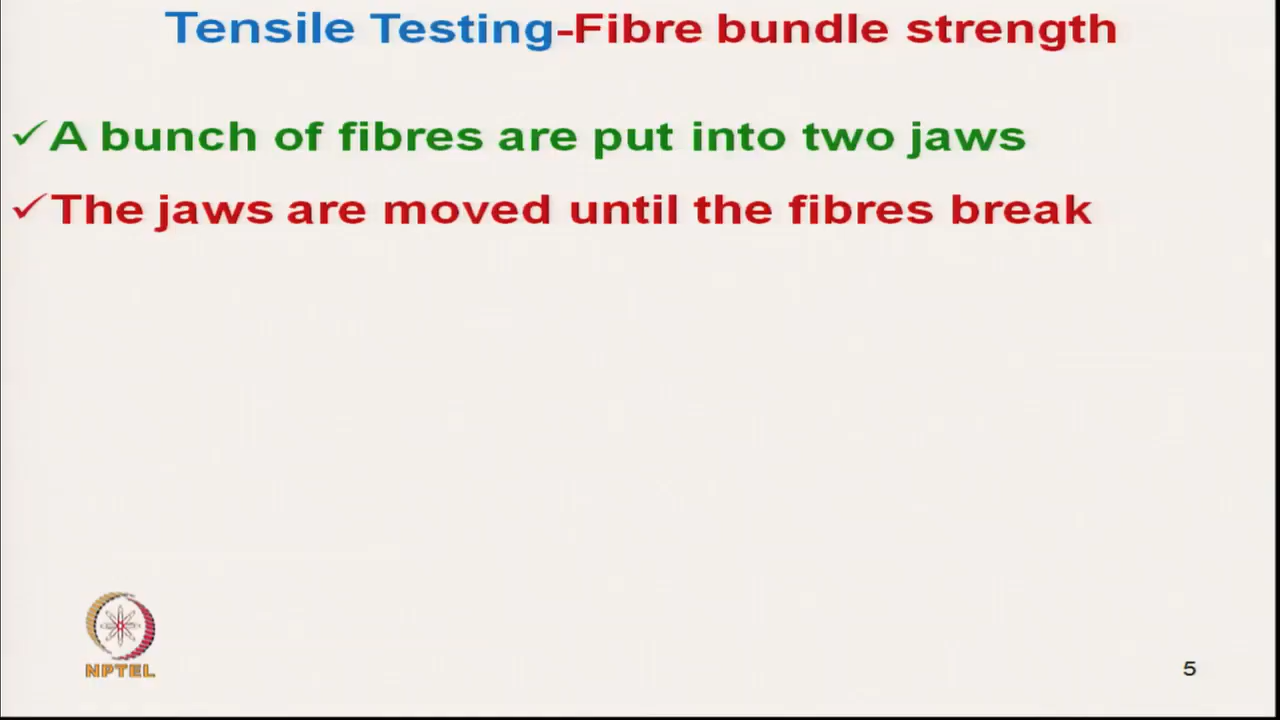 Tensile Testing-Fibre bundle strength
✓A bunch of fibres are put into two jaws
✓The jaws are moved until the fibres break
NPTEL
5